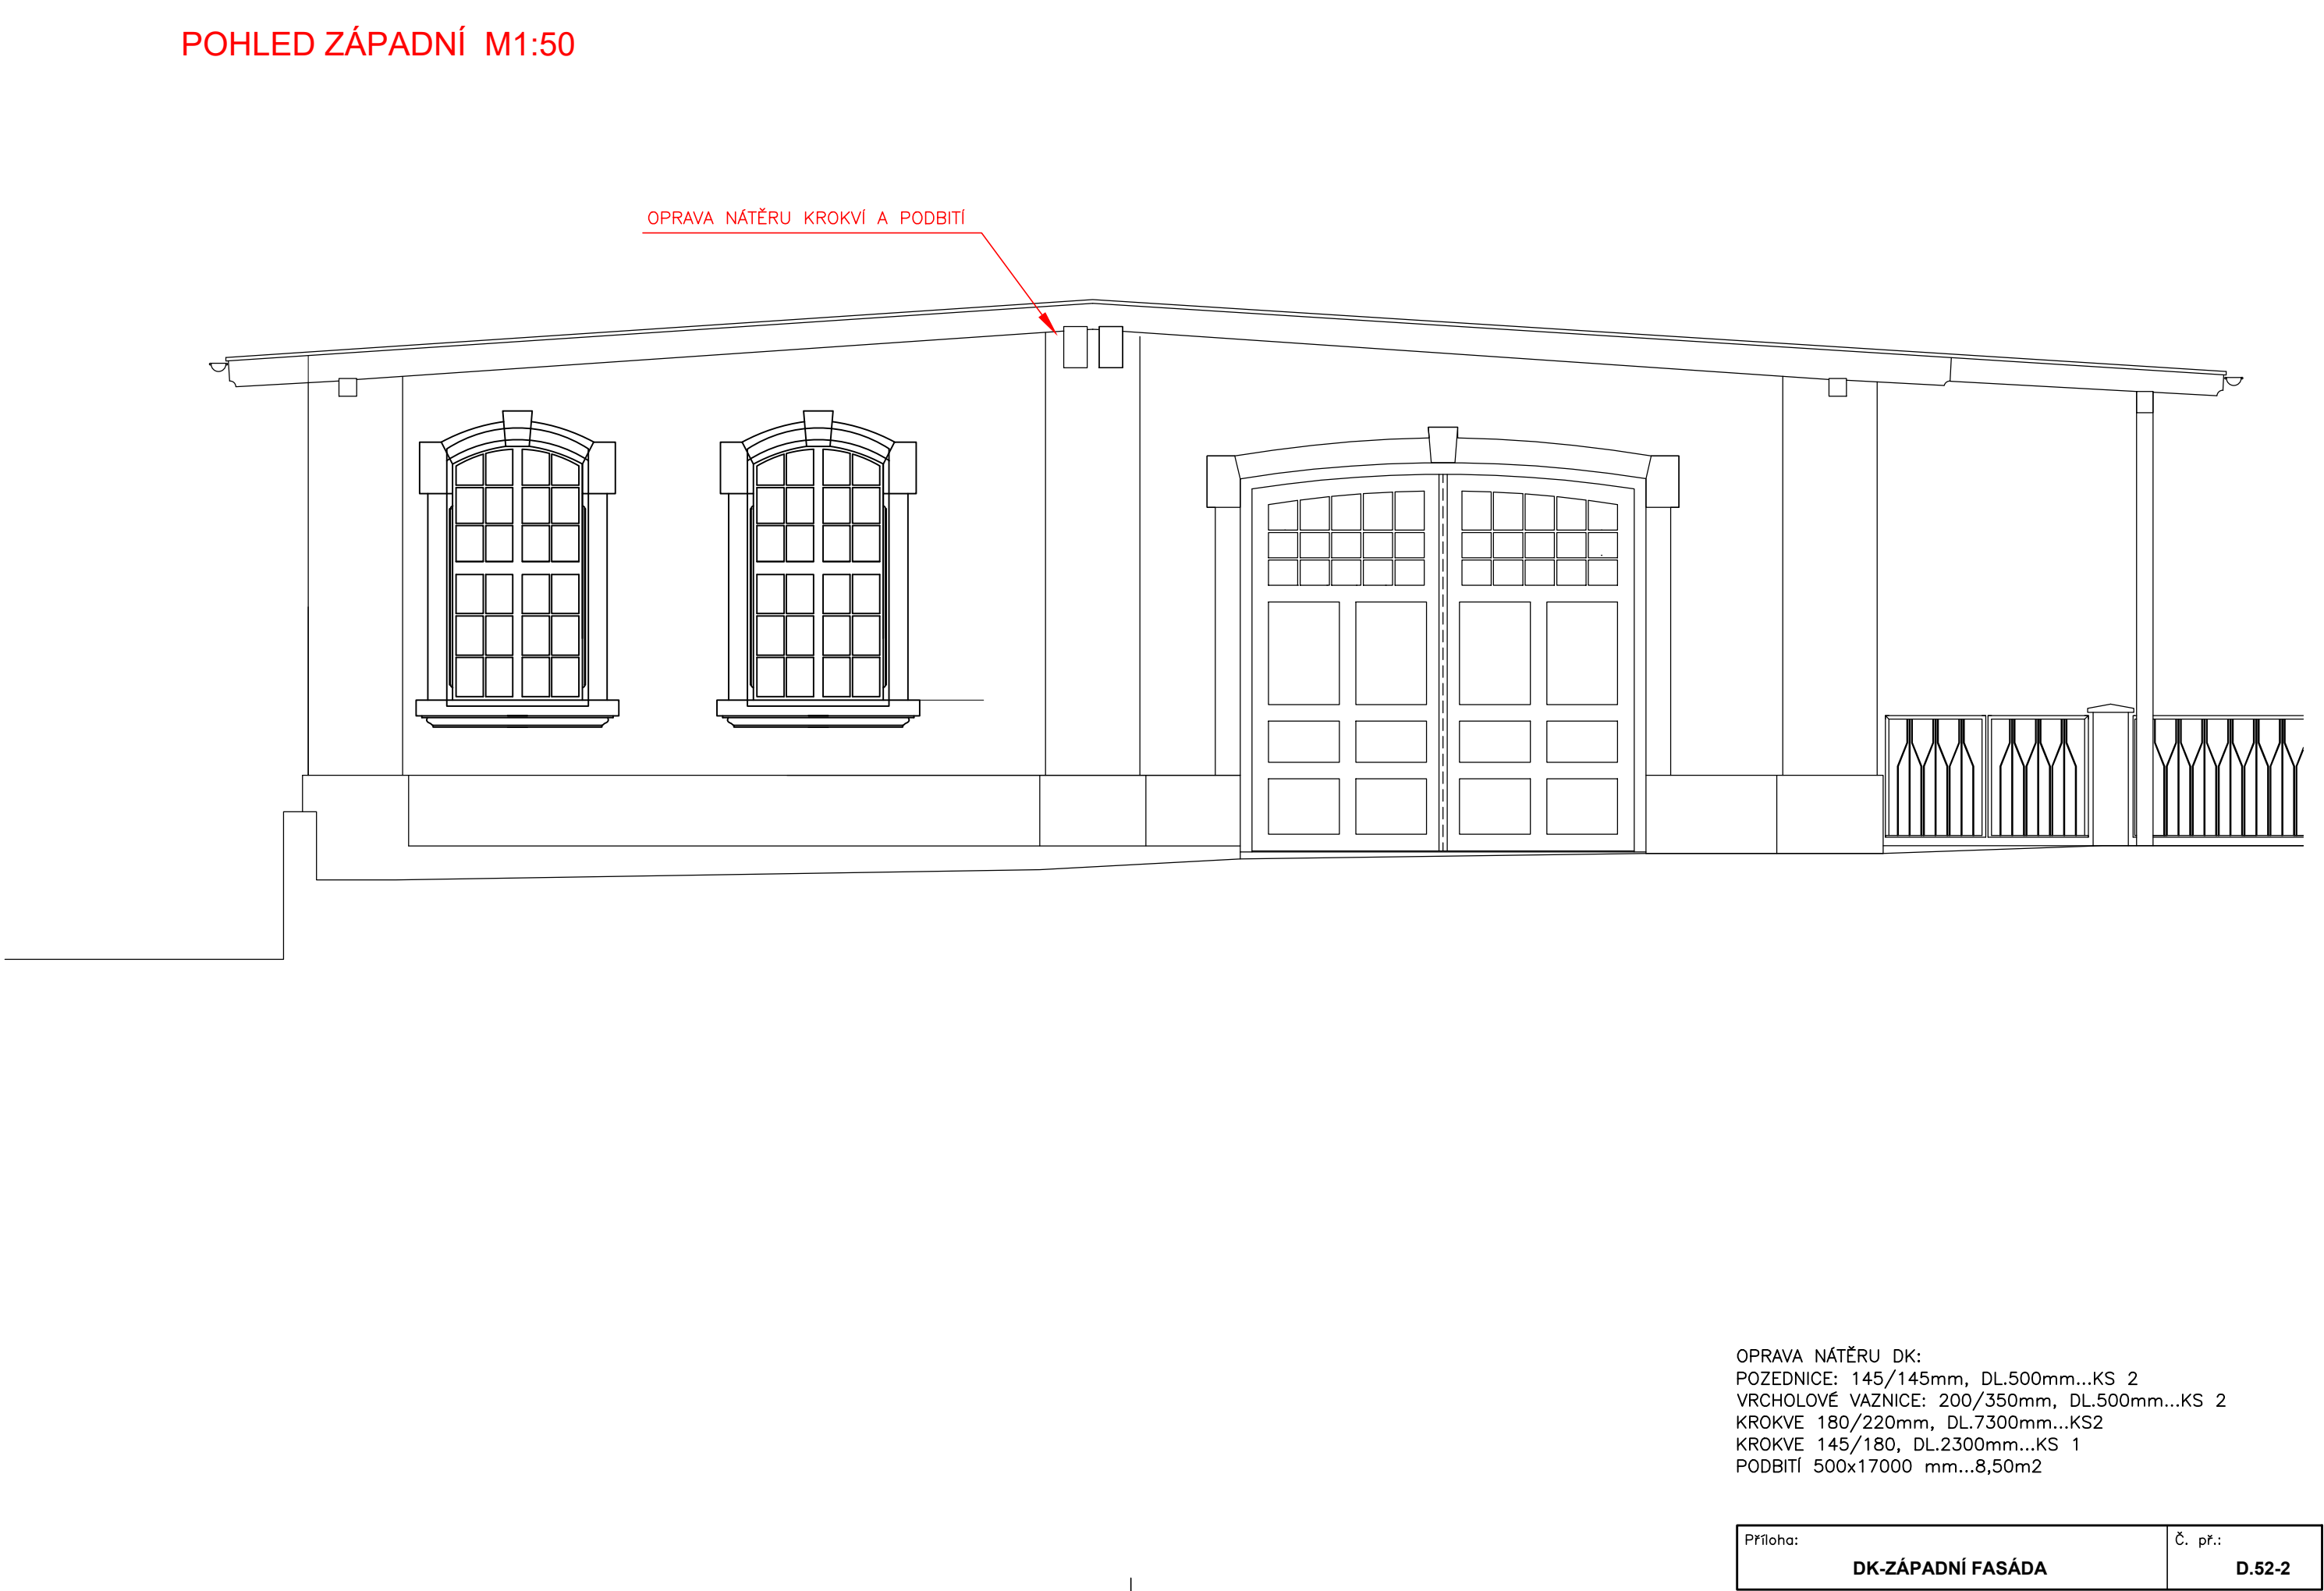 POHLED ZÁPADNÍ M1:50
OPRAVA NÁTĚRU KROKVÍ A PODBITÍ
OPRAVA NÁTĚRU DK:
POZEDNICE: 145/145mm, DL.500mm...KS 2
VRCHOLOVÉ VAZNICE: 200/350mm, DL.500mm...KS 2
KROKVE 180/220mm, DL.7300mm...KS2
KROKVE 145/180, DL.2300mm...KS 1
PODBITÍ 500x17000 mm...8,50m2
Příloha:
DK-ZÁPADNÍ FASÁDA
Č. př.:
D.52-2